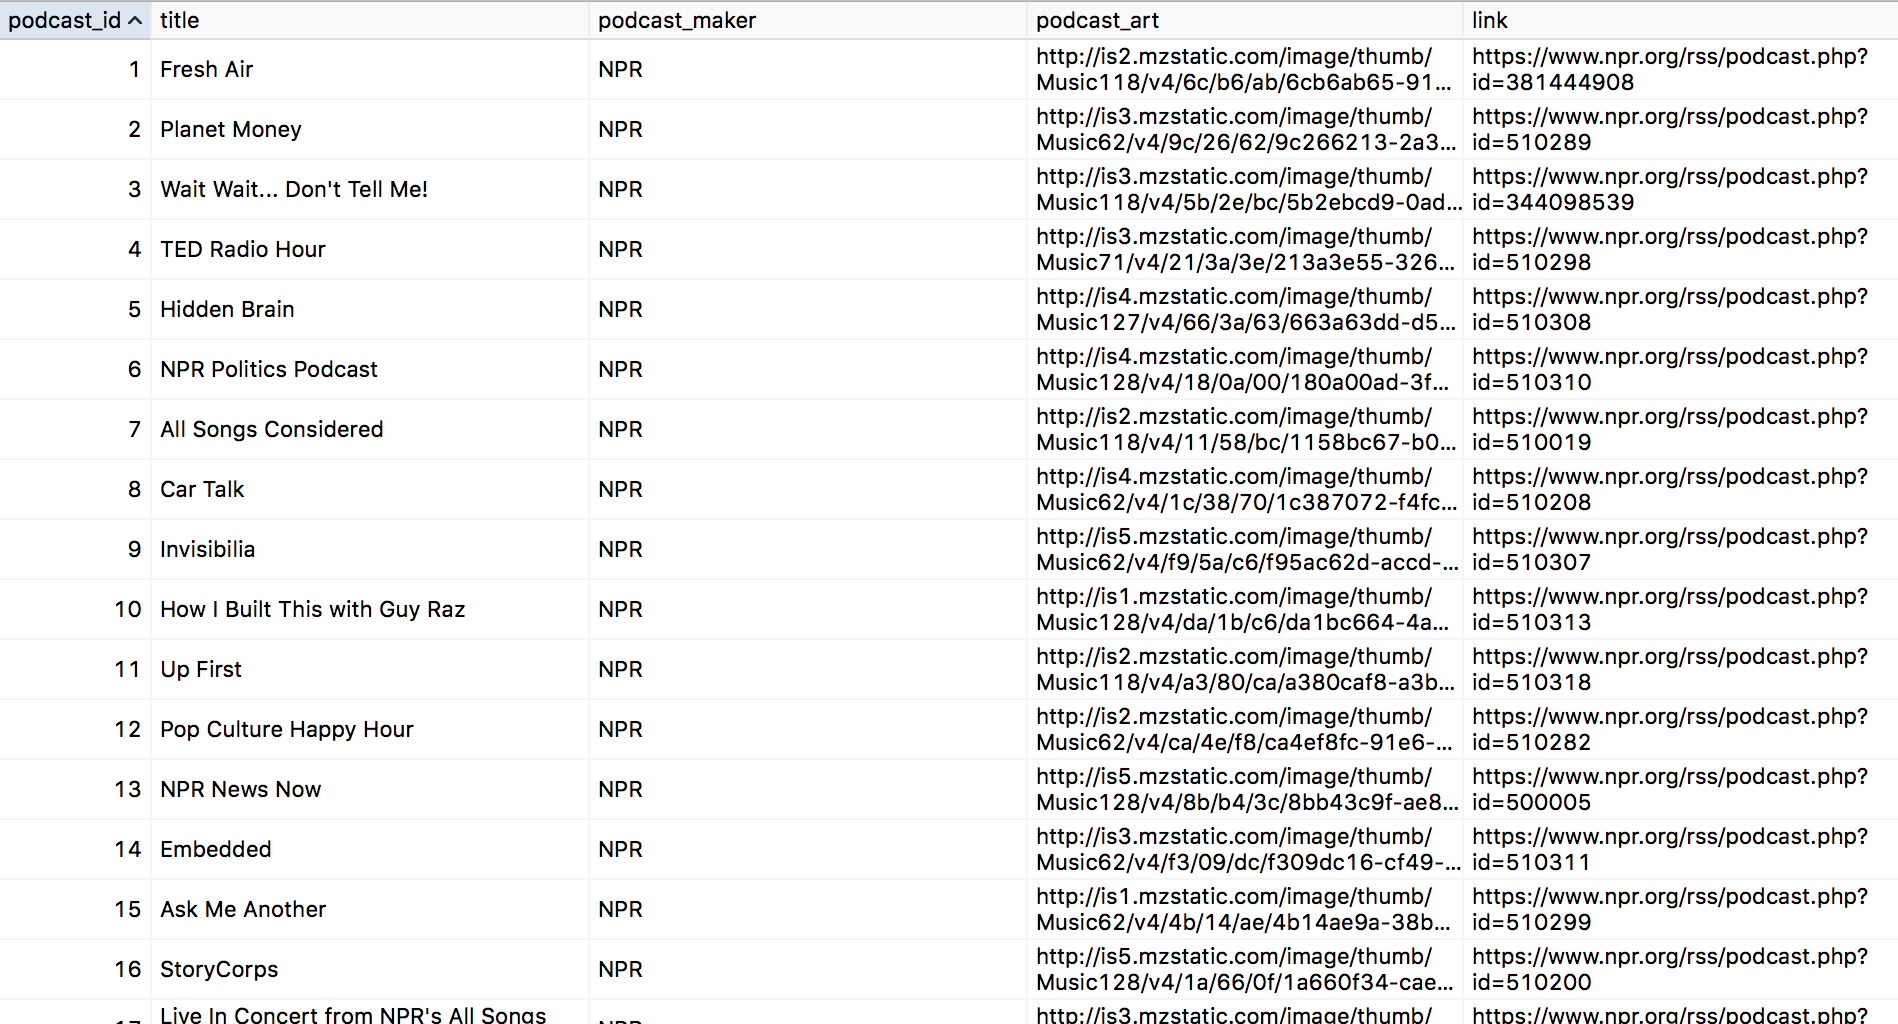 podcast_id title podcast_maker podcast_art link
1 Fresh Air NPR http://is2.mzstatic.com/image/thumb/ https://www.npr.org/rss/podcast.php?
Music118/v4/6c/b6/ab/6cb6ab65-91... id=381444908
2 Planet Money NPR http://is3.mzstatic.com/image/thumb/ https://www.npr.org/rss/podcast.php?
Music62/v4/9c/26/62/9c266213-2a3... id=510289
3 Wait Wait... Don't Tell Me! NPR http://is3.mzstatic.com/image/thumb/ https://www.npr.org/rss/podcast.php?
Music118/v4/5b/2e/bc/5b2ebcd9-0ad... id=344098539
4 TED Radio Hour NPR http://is3.mzstatic.com/image/thumb/ https://www.npr.org/rss/podcast.php?
Music71/v4/21/3a/3e/213a3e55-326... id=510298
5 Hidden Brain NPR http://is4.mzstatic.com/image/thumb/ https://www.npr.org/rss/podcast.php?
Music127/v4/66/3a/63/663a63dd-d5... id=510308
6 NPR Politics Podcast NPR http://is4.mzstatic.com/image/thumb/ https://www.npr.org/rss/podcast.php?
Music128/v4/18/0a/00/180a00ad-3f... id=510310
7 All Songs Considered NPR http://is2.mzstatic.com/image/thumb/ https://www.npr.org/rss/podcast.php?
Music118/v4/11/58/bc/1158bc67-b0... id=510019
8 Car Talk NPR http://is4.mzstatic.com/image/thumb/ https://www.npr.org/rss/podcast.php?
Music62/v4/1c/38/70/1c387072-f4fc... id=510208
9 Invisibilia NPR http://is5.mzstatic.com/image/thumb/ https://www.npr.org/rss/podcast.php?
Music62/v4/f9/5a/c6/f95ac62d-accd-... id=510307
10 How I Built This with Guy Raz NPR http://is1.mzstatic.com/image/thumb/ https://www.npr.org/rss/podcast.php?
Music128/v4/da/1b/c6/da1bc664-4a... id=510313
11 Up First NPR http://is2.mzstatic.com/image/thumb/ https://www.npr.org/rss/podcast.php?
Music118/v4/a3/80/ca/a380caf8-a3b... id=510318
12 Pop Culture Happy Hour NPR http://is2.mzstatic.com/image/thumb/ https://www.npr.org/rss/podcast.php?
Music62/v4/ca/4e/f8/ca4ef8fc-91e6-... id=510282
13 NPR News Now NPR http://is5.mzstatic.com/image/thumb/ https://www.npr.org/rss/podcast.php?
Music128/v4/8b/b4/3c/8bb43c9f-ae8... id=500005
14 Embedded NPR http://is3.mzstatic.com/image/thumb/ https://www.npr.org/rss/podcast.php?
Music62/v4/f3/09/dc/f309dc16-cf49-... id=510311
15 Ask Me Another NPR http://is1.mzstatic.com/image/thumb/ https://www.npr.org/rss/podcast.php?
Music62/v4/4b/14/ae/4b14ae9a-38b... id=510299
16 StoryCorps NPR http://is5.mzstatic.com/image/thumb/ https://www.npr.org/rss/podcast.php?
Music128/v4/1a/66/0f/1a660f34-cae... id=510200
Live In Concert from NPR's All Songs http://is3.mzstatic.com/image/thumb/ https://www.npr.org/rss/podcast.php?